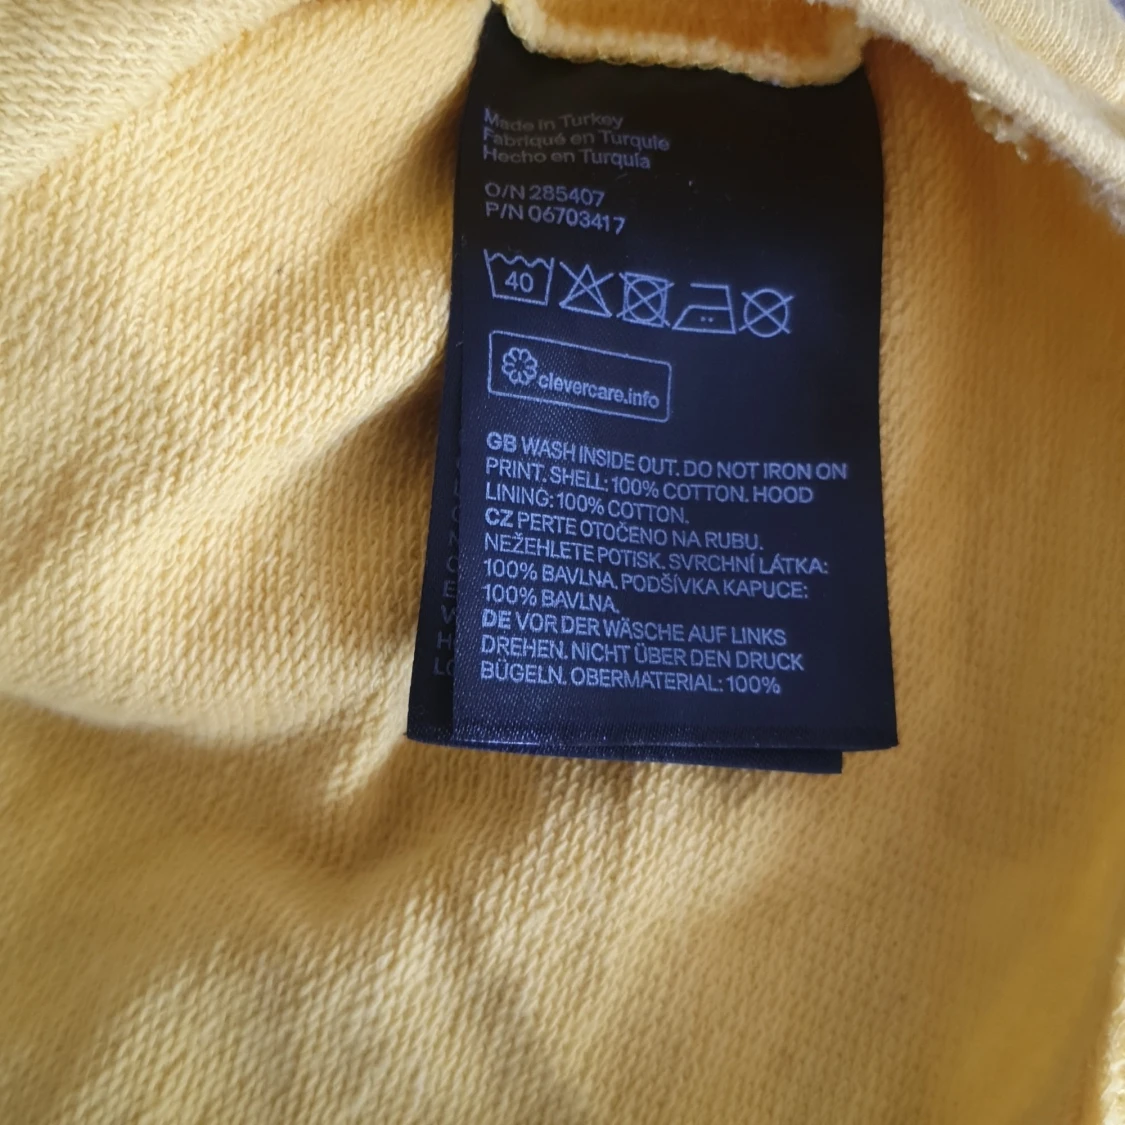 Made in Turkey
Fabriqué en Turquie
Hecho en Turquía
O/N 285407
P/N 06703417
40
clevercare.info
GB WASH INSIDE OUT. DO NOT IRON ON
PRINT. SHELL: 100% COTTON. HOOD
LINING: 100% COTTON.
CZ PERTE OTOČENO NA RUBU.
NEŽEHLETE POTISK. SVRCHNÍ LÁTKA:
100% BAVLNA. PODŠÍVKA KAPUCE:
100% BAVLNA.
DE VOR DER WÄSCHE AUF LINKS
DREHEN. NICHT ÜBER DEN DRUCK
BÜGELN. OBERMATERIAL: 100%